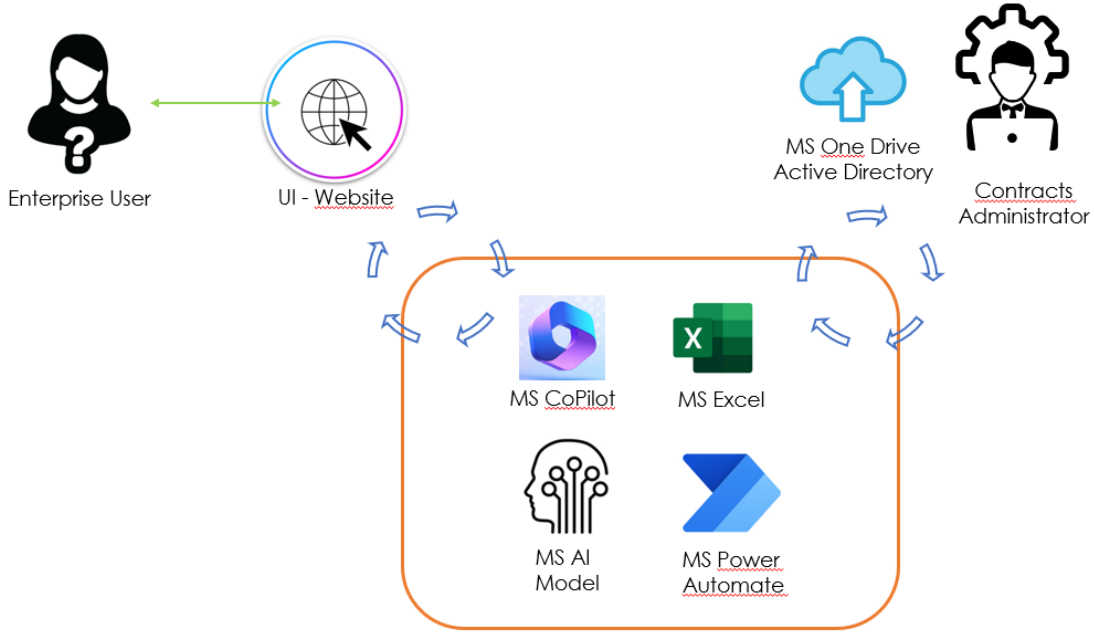 MS One Drive
Active Directory
Enterprise User
UI - Website
Contracts
Administrator
X
MS CoPilot
MS Excel
MS AI
Model
MS Power
Automate
?